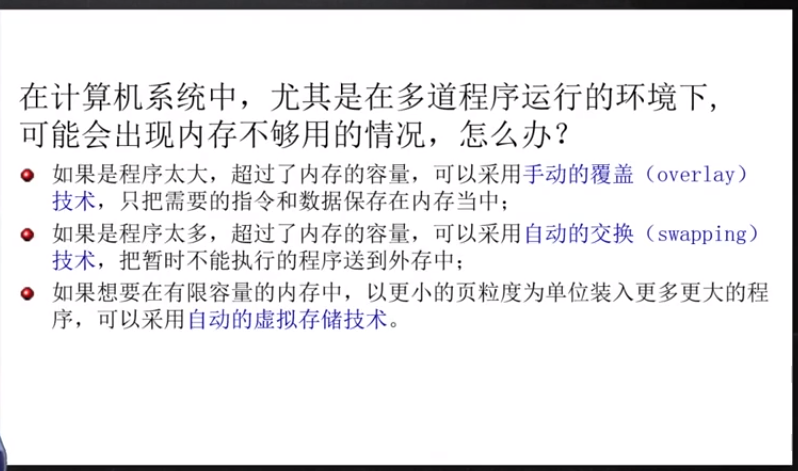 在计算机系统中，尤其是在多道程序运行的环境下，
可能会出现内存不够用的情况，怎么办？
如果是程序太大，超过了内存的容量，可以采用手动的覆盖（overlay）
技术，只把需要的指令和数据保存在内存当中；
如果是程序太多，超过了内存的容量，可以采用自动的交换（swapping）
技术，把暂时不能执行的程序送到外存中；
如果想要在有限容量的内存中，以更小的页粒度为单位装入更多更大的程
序，可以采用自动的虚拟存储技术。